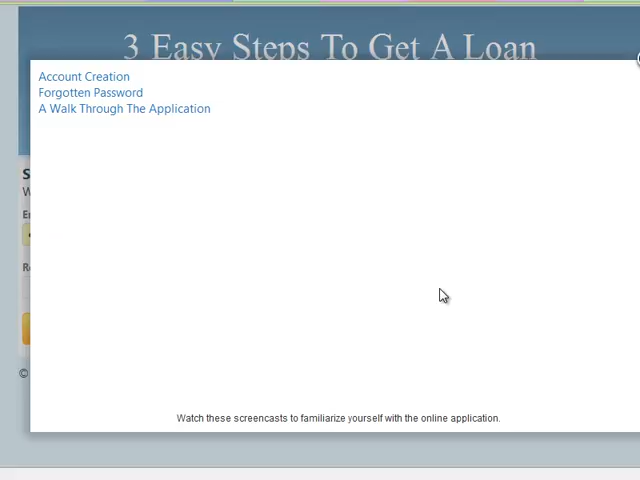 3 Easy Steps To Get A Loan
Account Creation
Forgotten Password
A Walk Through The Application
©
Watch these screencasts to familiarize yourself with the online application.